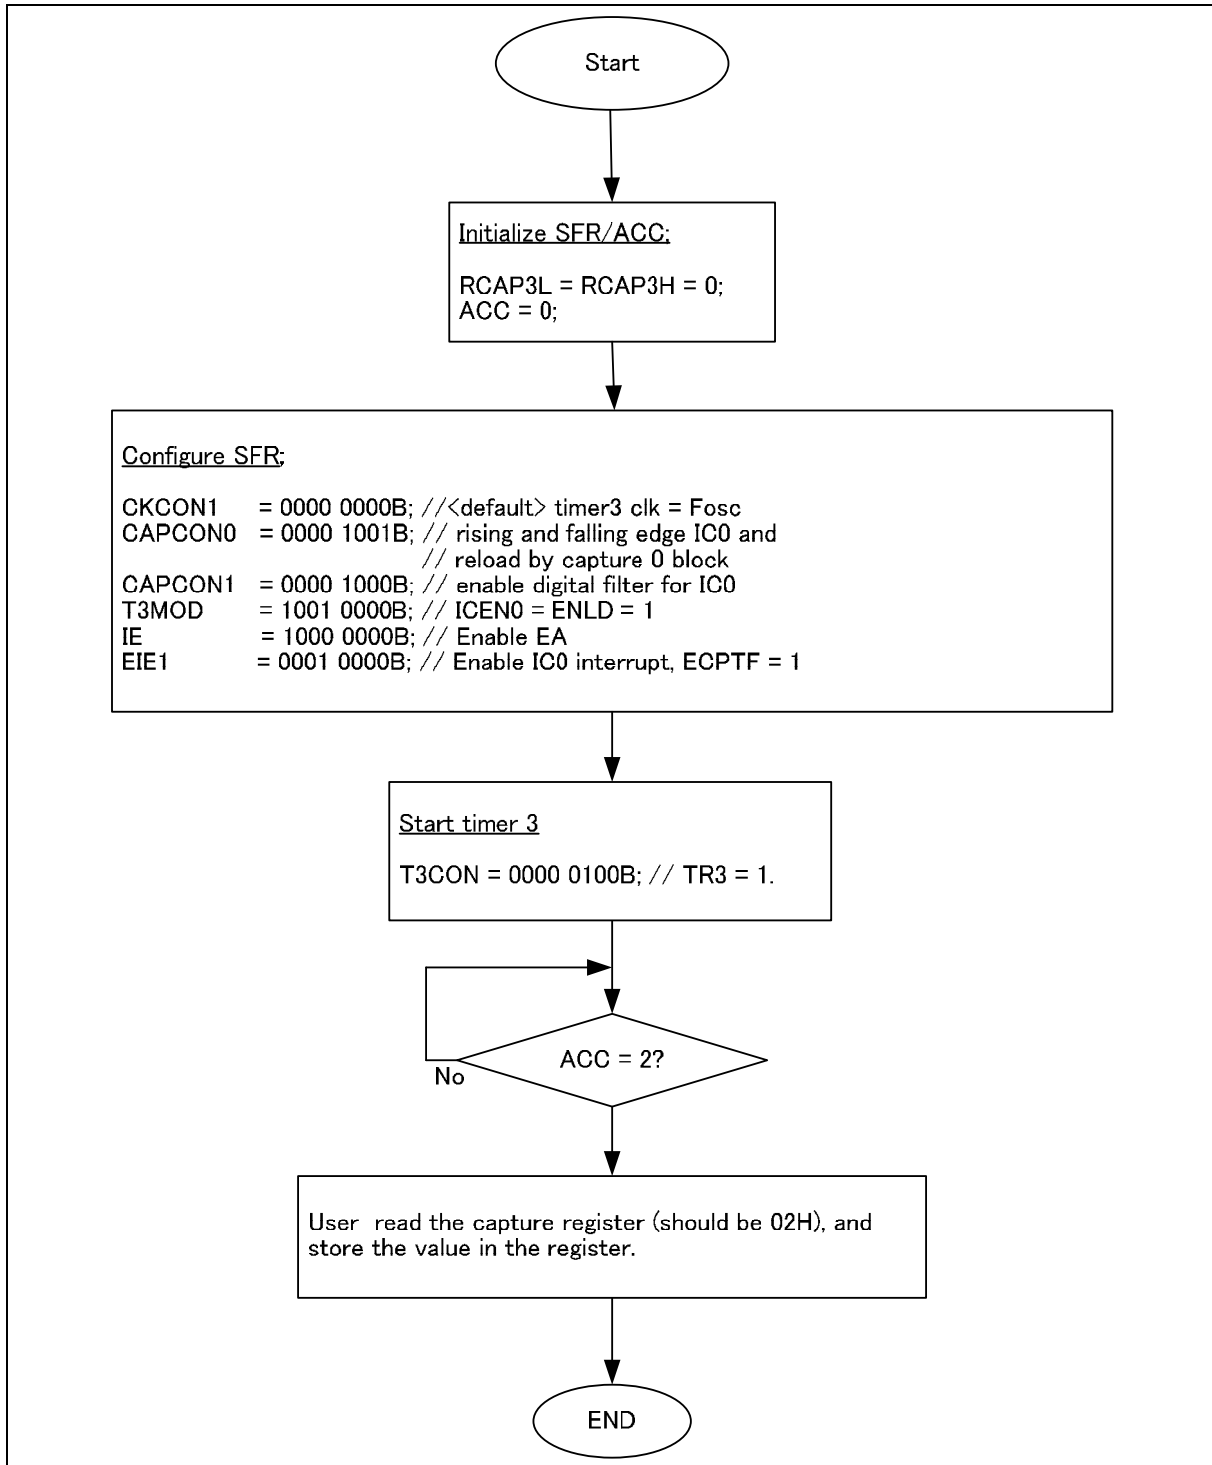 Start
Initialize SFR/ACC;
RCAP3L = RCAP3H = 0;
ACC = 0;
Configure SFR;
CKCON1 = 0000 0000B; //<default> timer3 clk = Fosc
CAPCON0 = 0000 1001B; // rising and falling edge IC0 and
// reload by capture 0 block
CAPCON1 = 0000 1000B; // enable digital filter for IC0
T3MOD = 1001 0000B; // ICEN0 = ENLD = 1
IE = 1000 0000B; // Enable EA
EIE1 = 0001 0000B; // Enable IC0 interrupt, ECPTF = 1
Start timer 3
T3CON = 0000 0100B; // TR3 = 1.
ACC = 2?
No
User read the capture register (should be 02H), and
store the value in the register.
END